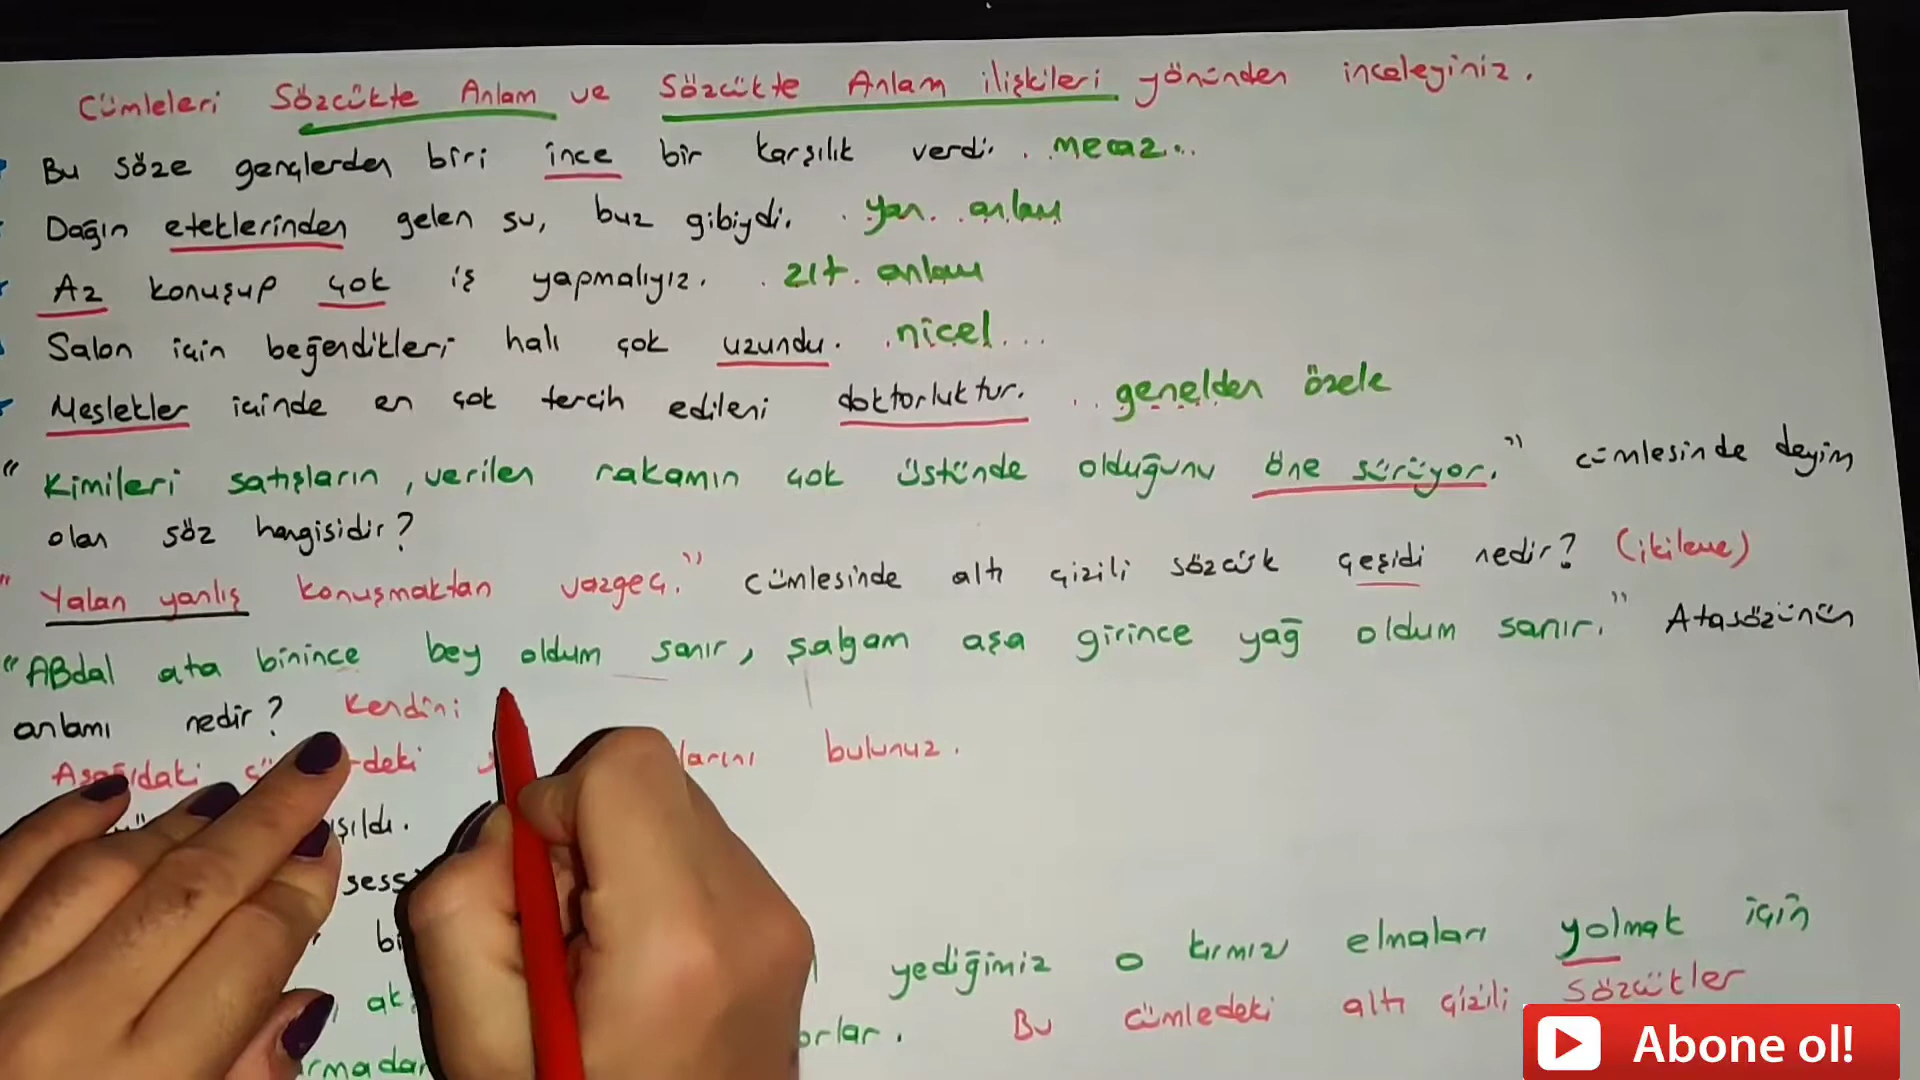 Cümleleri Sözcükte Anlam ve Sözcükte Anlam ilişkileri yönünden inceleyiniz.
Bu söze gençlerden biri ince bir karşılık verdi. . mecaz..
Dağın eteklerinden gelen su, buz gibiydi. . yan. .anlam
Az konuşup çok iş yapmalıyız. . zıt. anlam
Salon için beğendikleri halı çok uzundu. .nicel...
Meslekler içinde en çok tercih edileni doktorluktur. ..genelden özele
"Kimileri satışların, verilen rakamın çok üstünde olduğunu öne sürüyor." cümlesinde deyim
olan söz hangisidir?
"Yalan yanlış konuşmaktan vazgeç." cümlesinde altı çizili sözcük çeşidi nedir? (ikileme)
"ABdal ata binince bey oldum sanır, şalgam aşa girince yağ oldum sanır." Atasözünün
anlamı nedir? Kendini
Aşağıdaki bulunuz.
yediğimiz o kırmızı elmaları yolmak için
Bu cümledeki altı çizili sözcükler
Abone ol!